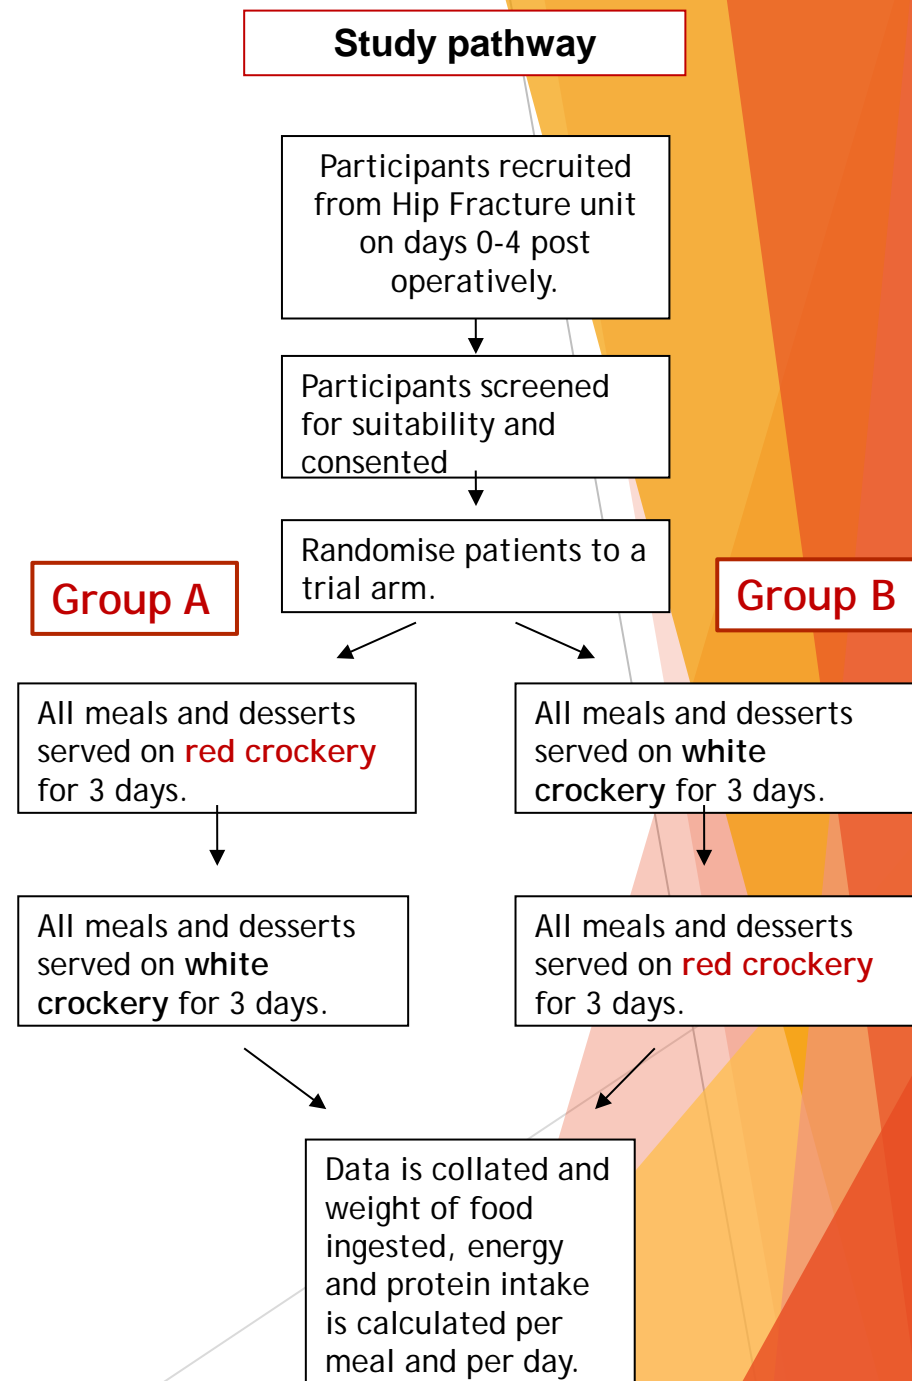 Study pathway
Participants recruited
from Hip Fracture unit
on days 0-4 post
operatively.
Participants screened
for suitability and
consented
Randomise patients to a
trial arm.
Group A
Group B
All meals and desserts
served on red crockery
for 3 days.
All meals and desserts
served on white
crockery for 3 days.
All meals and desserts
served on white
crockery for 3 days.
All meals and desserts
served on red crockery
for 3 days.
Data is collated and
weight of food
ingested, energy
and protein intake
is calculated per
meal and per day.